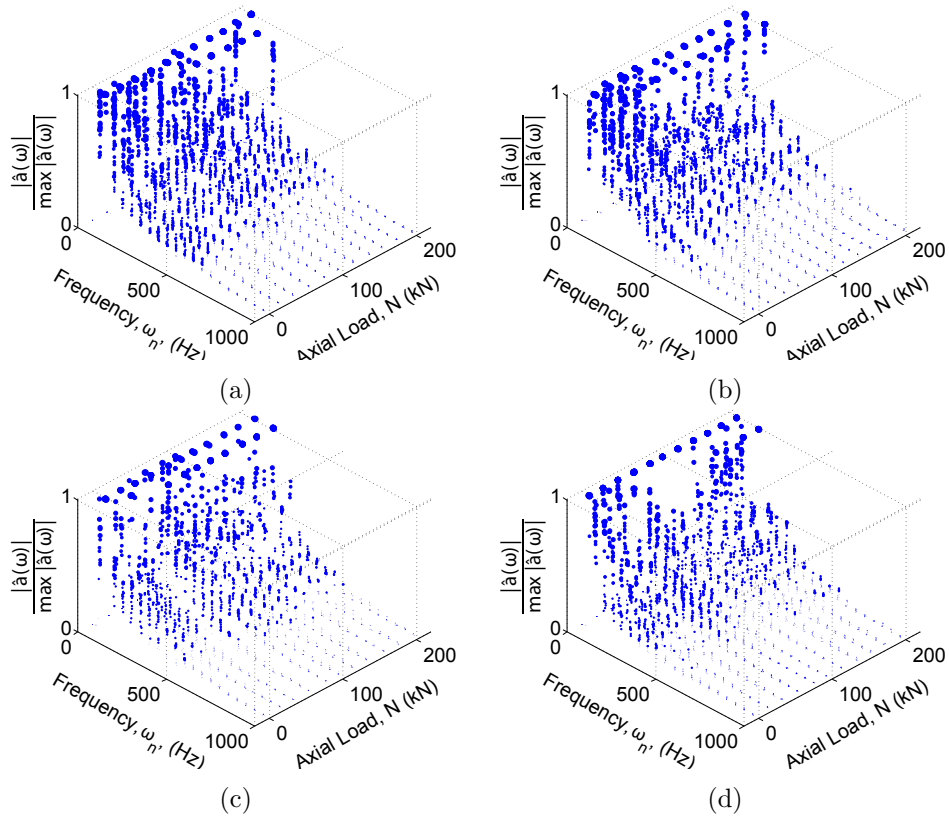 1
|â(ω)|
max |â(ω)|
0
0
500
1000
Frequency, ωn, (Hz)
0
100
200
Axial Load, N (kN)
(a)
1
|â(ω)|
max |â(ω)|
0
0
500
1000
Frequency, ωn, (Hz)
0
100
200
Axial Load, N (kN)
(b)
1
|â(ω)|
max |â(ω)|
0
0
500
1000
Frequency, ωn, (Hz)
0
100
200
Axial Load, N (kN)
(c)
1
|â(ω)|
max |â(ω)|
0
0
500
1000
Frequency, ωn, (Hz)
0
100
200
Axial Load, N (kN)
(d)